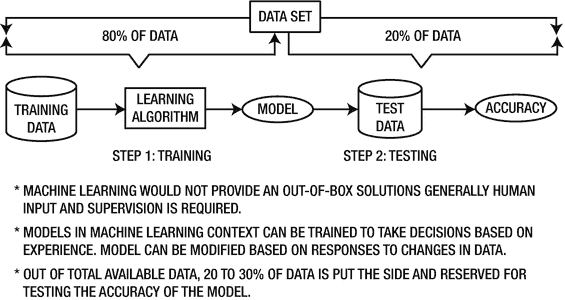 DATA SET
80% OF DATA
20% OF DATA
TRAINING
DATA
LEARNING
ALGORITHM
MODEL
TEST
DATA
ACCURACY
STEP 1: TRAINING
STEP 2: TESTING
* MACHINE LEARNING WOULD NOT PROVIDE AN OUT-OF-BOX SOLUTIONS GENERALLY HUMAN
INPUT AND SUPERVISION IS REQUIRED.
* MODELS IN MACHINE LEARNING CONTEXT CAN BE TRAINED TO TAKE DECISIONS BASED ON
EXPERIENCE. MODEL CAN BE MODIFIED BASED ON RESPONSES TO CHANGES IN DATA.
* OUT OF TOTAL AVAILABLE DATA, 20 TO 30% OF DATA IS PUT THE SIDE AND RESERVED FOR
TESTING THE ACCURACY OF THE MODEL.